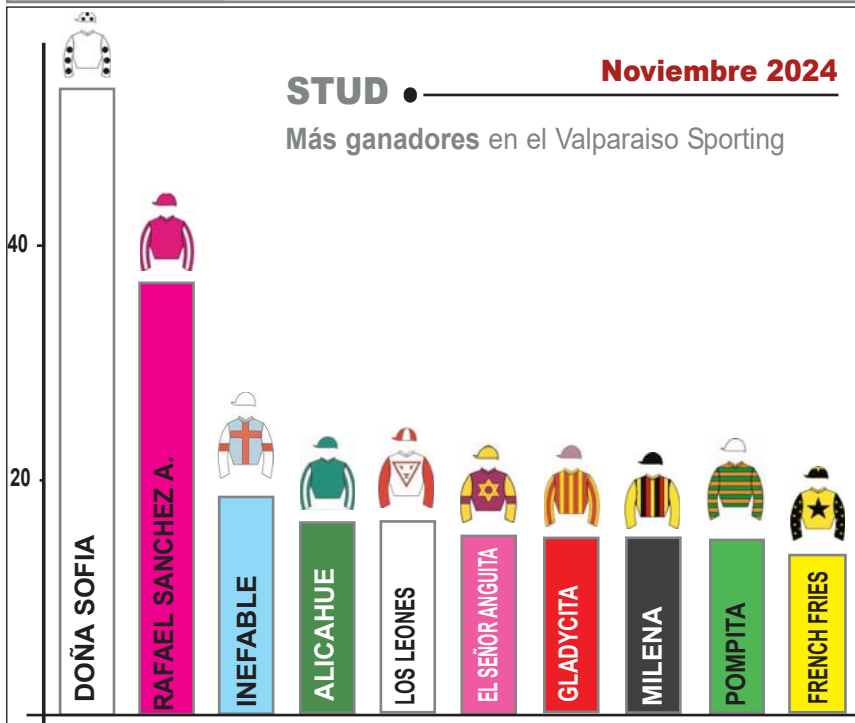 Noviembre 2024
STUD
Más ganadores en el Valparaiso Sporting
40
20
DOÑA SOFIA
RAFAEL SANCHEZ A.
INEFABLE
ALICAHUE
LOS LEONES
EL SEÑOR ANGUITA
GLADYCITA
MILENA
POMPITA
FRENCH FRIES